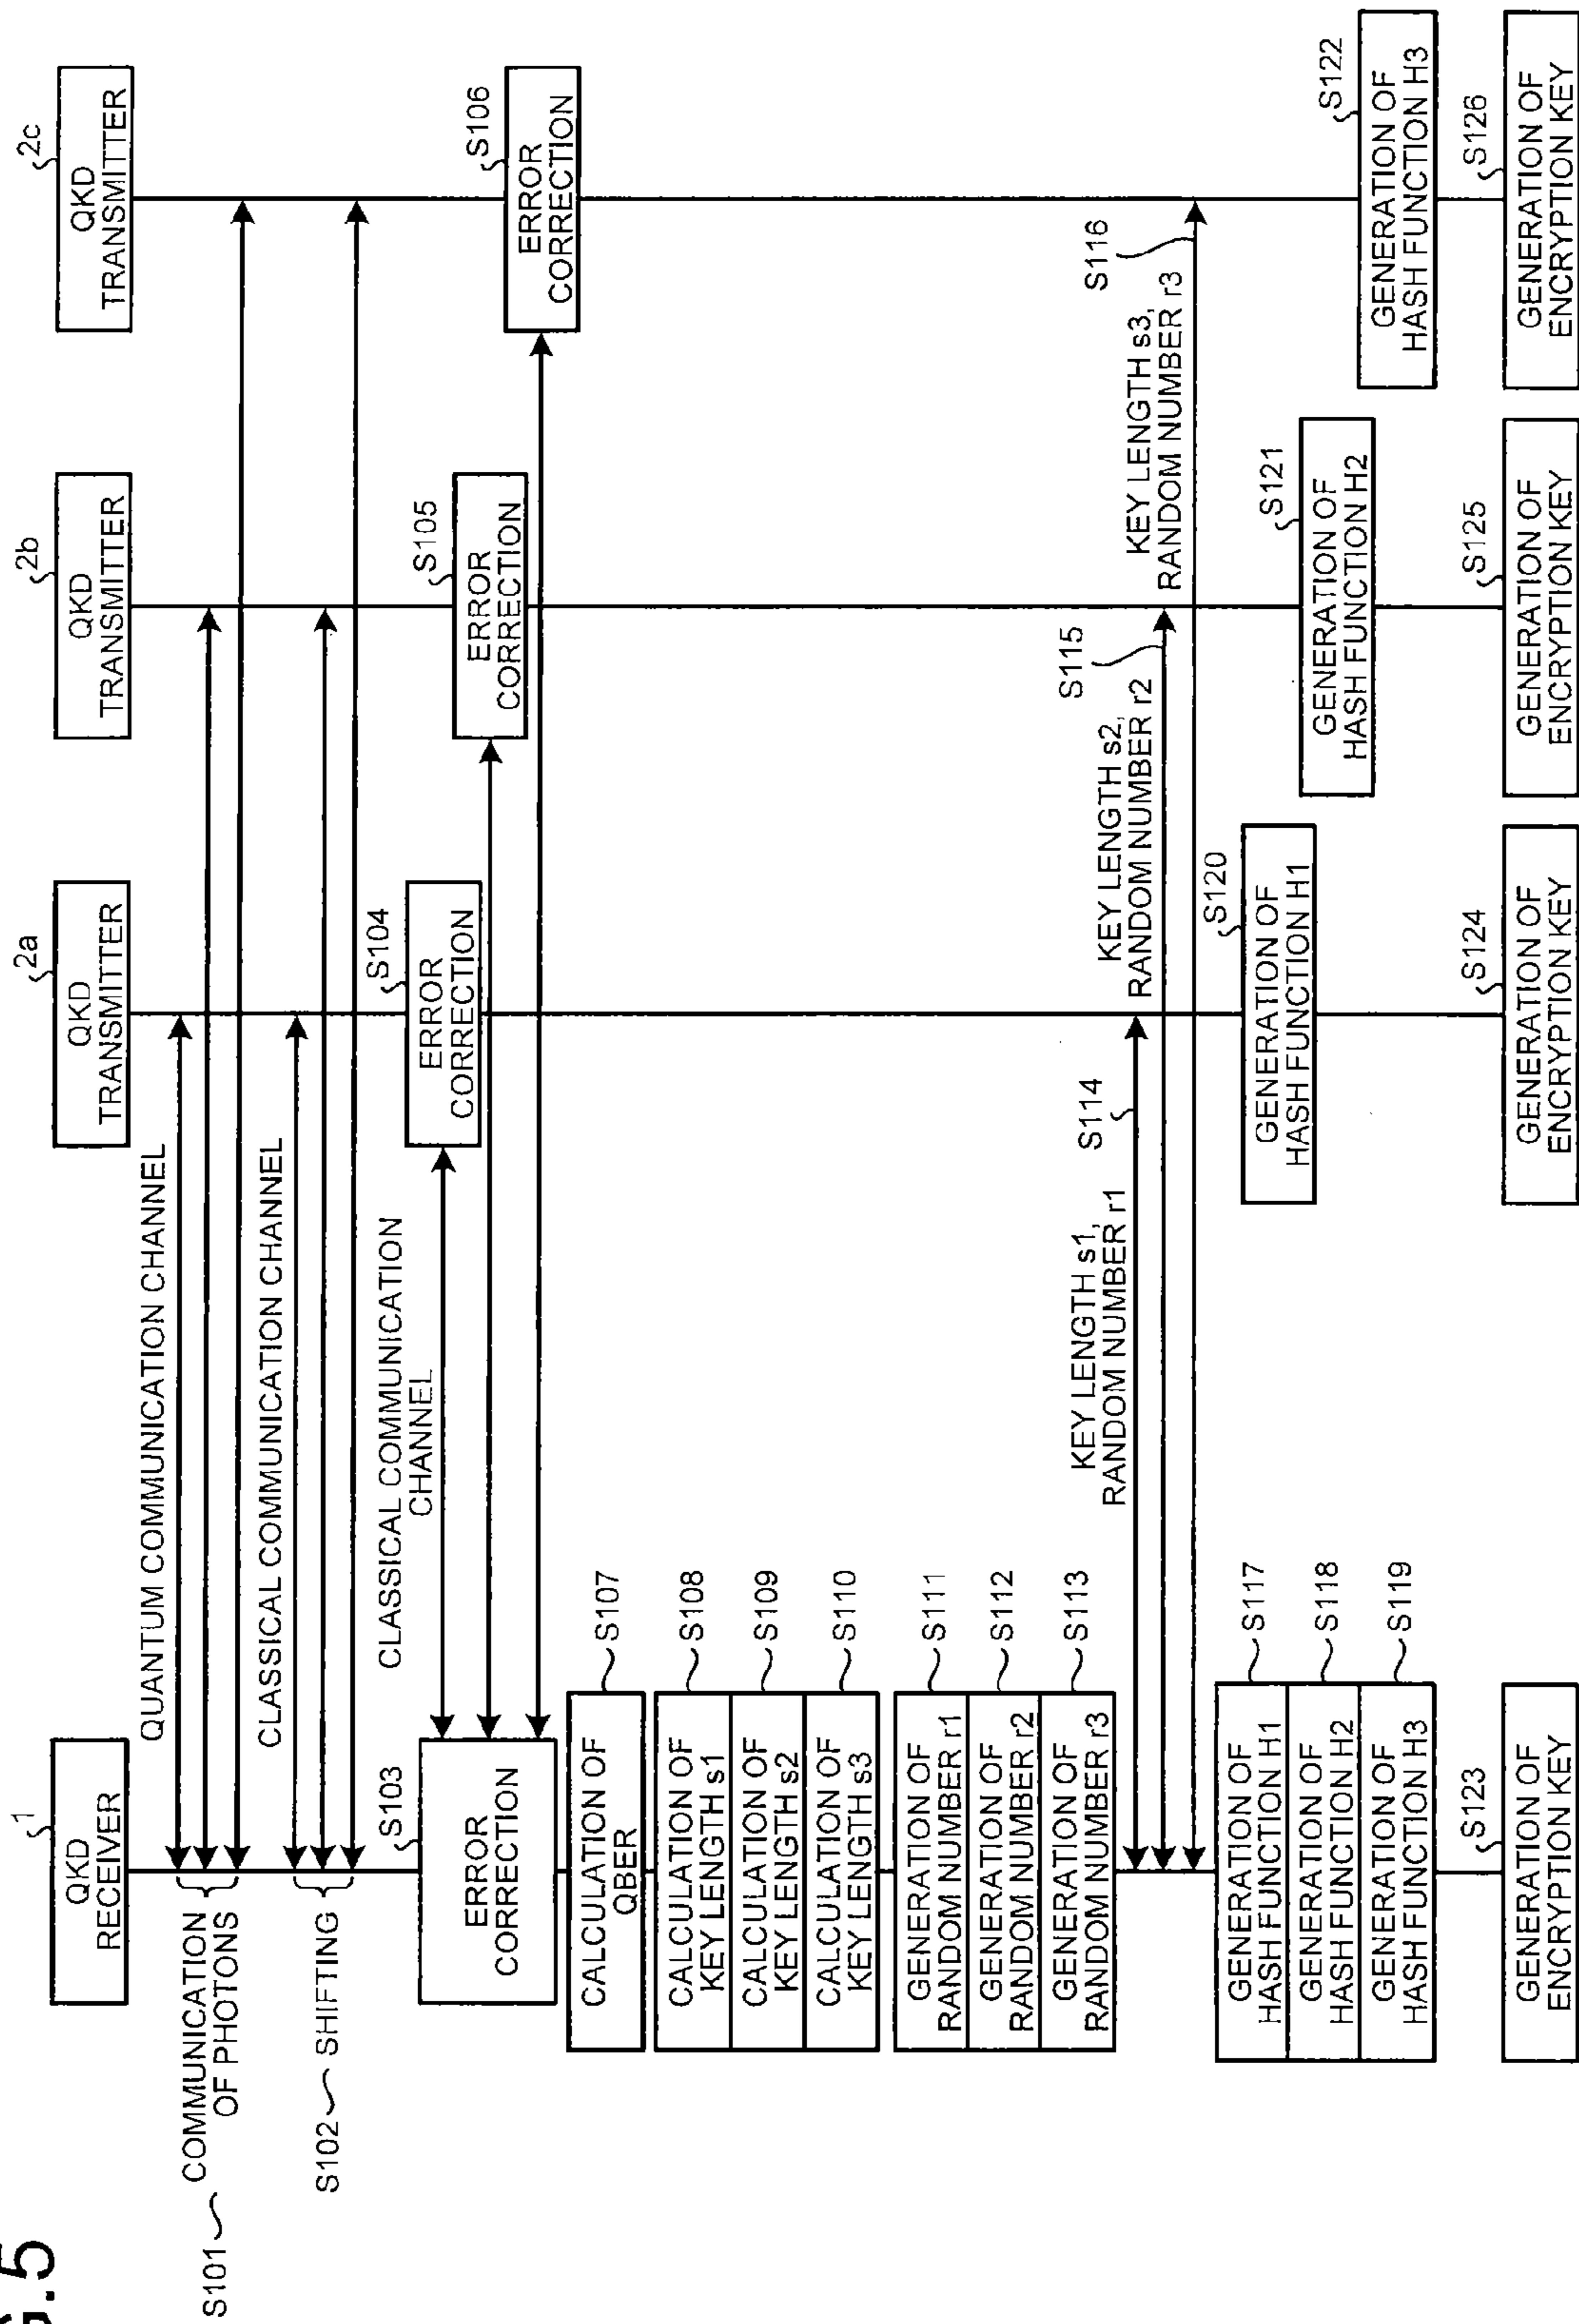 G.5
1
QKD
RECEIVER
2a
QKD
TRANSMITTER
2b
QKD
TRANSMITTER
2c
QKD
TRANSMITTER
QUANTUM COMMUNICATION CHANNEL
S101
COMMUNICATION
OF PHOTONS
CLASSICAL COMMUNICATION CHANNEL
S102
SHIFTING
CLASSICAL COMMUNICATION
CHANNEL
S103
ERROR
CORRECTION
S104
ERROR
CORRECTION
S105
ERROR
CORRECTION
S106
ERROR
CORRECTION
CALCULATION OF
QBER
S107
CALCULATION OF
KEY LENGTH s1
S108
CALCULATION OF
KEY LENGTH s2
S109
CALCULATION OF
KEY LENGTH s3
S110
GENERATION OF
RANDOM NUMBER r1
S111
GENERATION OF
RANDOM NUMBER r2
S112
GENERATION OF
RANDOM NUMBER r3
S113
KEY LENGTH s1,
RANDOM NUMBER r1
S114
KEY LENGTH s2,
RANDOM NUMBER r2
S115
KEY LENGTH s3,
RANDOM NUMBER r3
S116
GENERATION OF
HASH FUNCTION H1
S117
GENERATION OF
HASH FUNCTION H2
S118
GENERATION OF
HASH FUNCTION H3
S119
S120
GENERATION OF
HASH FUNCTION H1
S121
GENERATION OF
HASH FUNCTION H2
S122
GENERATION OF
HASH FUNCTION H3
S123
GENERATION OF
ENCRYPTION KEY
S124
GENERATION OF
ENCRYPTION KEY
S125
GENERATION OF
ENCRYPTION KEY
S126
GENERATION OF
ENCRYPTION KEY